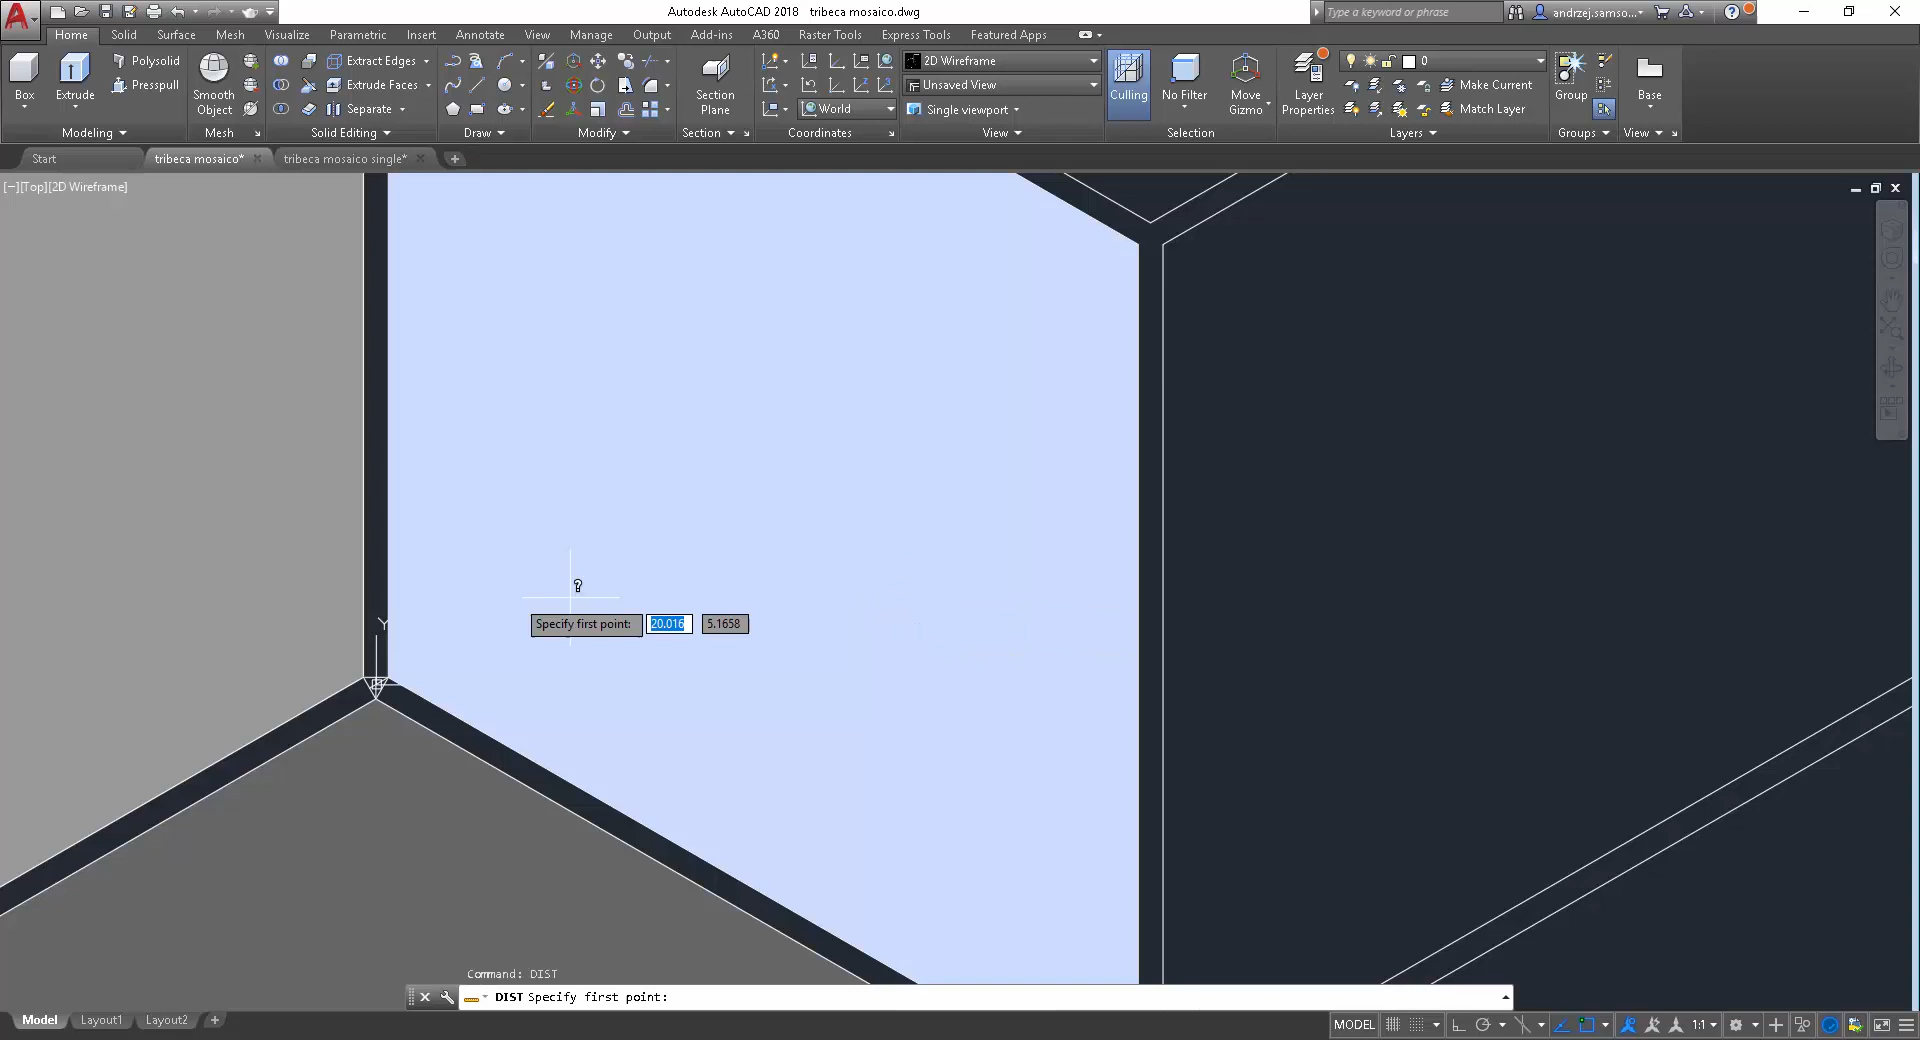 Autodesk AutoCAD 2018 tribeca mosaico.dwg
Type a keyword or phrase
andrzej.samso...
Home Solid Surface Mesh Visualize Parametric Insert Annotate View Manage Output Add-ins A360 Raster Tools Express Tools Featured Apps
Box
Extrude
Polysolid
Presspull
Smooth
Object
Extract Edges
Extrude Faces
Separate
Section
Plane
World
2D Wireframe
Unsaved View
Single viewport
Culling
No Filter
Move
Gizmo
Layer
Properties
0
Make Current
Match Layer
Group
Base
Modeling Mesh Solid Editing Draw Modify Section Coordinates View Selection Layers Groups View
Start tribeca mosaico* tribeca mosaico single*
[−][Top][2D Wireframe]
Specify first point: 20.016 5.1658
Y
Command: DIST
DIST Specify first point:
Model Layout1 Layout2
MODEL 1:1